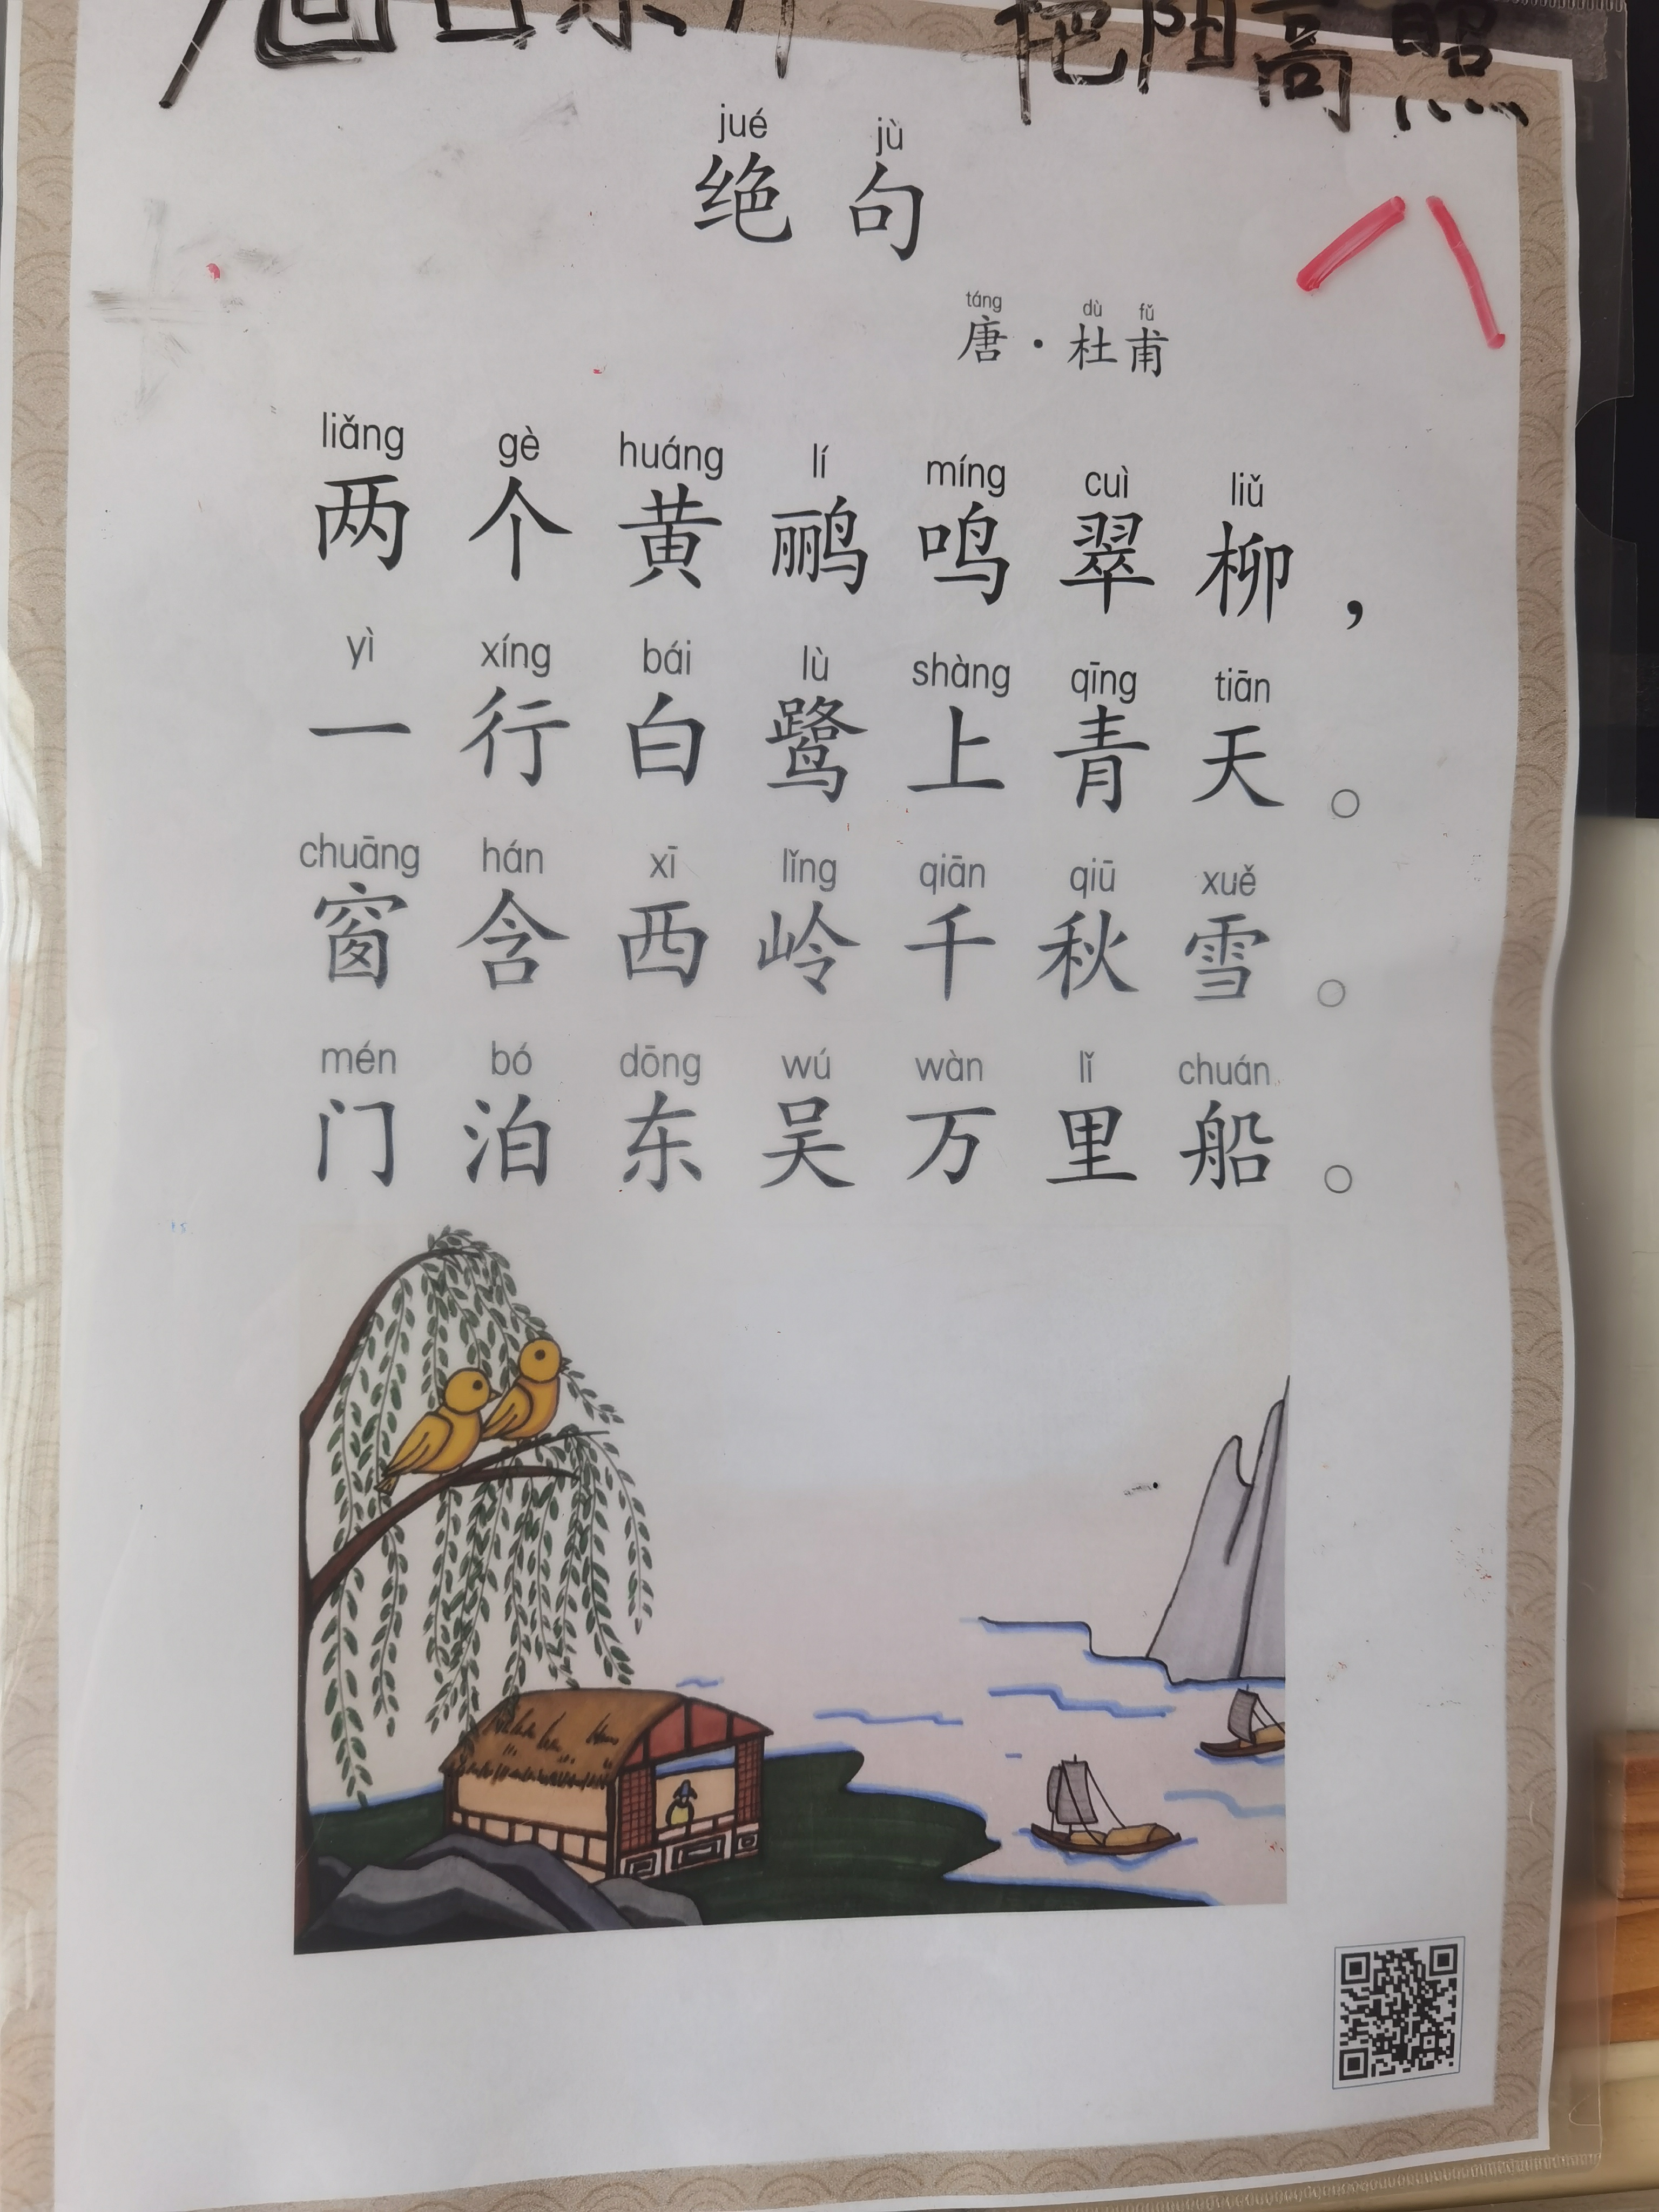 艳阳高照
jué jù
绝 句
táng dù fǔ
唐·杜甫
八
liǎng gè huáng lí míng cuì liǔ
两个黄鹂鸣翠柳，
yì xíng bái lù shàng qīng tiān
一行白鹭上青天。
chuāng hán xī lǐng qiān qiū xuě
窗含西岭千秋雪。
mén bó dōng wú wàn lǐ chuán
门泊东吴万里船。